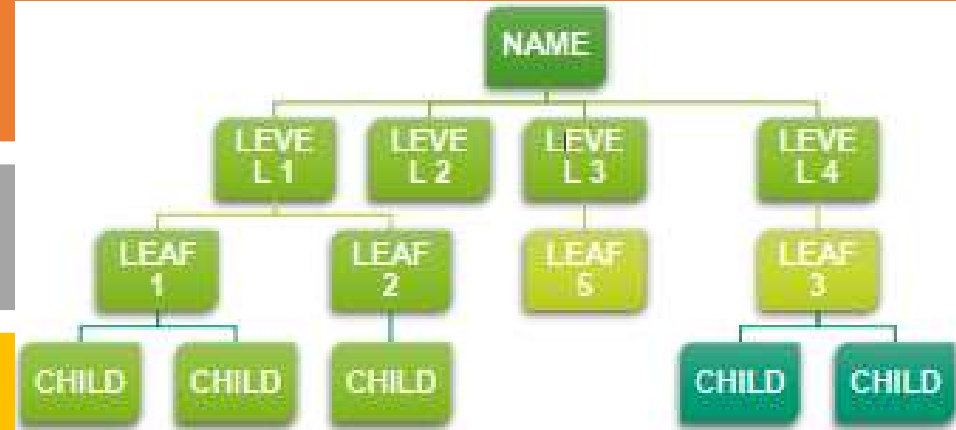 NAME
LEVE
L 1
LEVE
L 2
LEVE
L 3
LEVE
L 4
LEAF
1
LEAF
2
LEAF
5
LEAF
3
CHILD
CHILD
CHILD
CHILD
CHILD